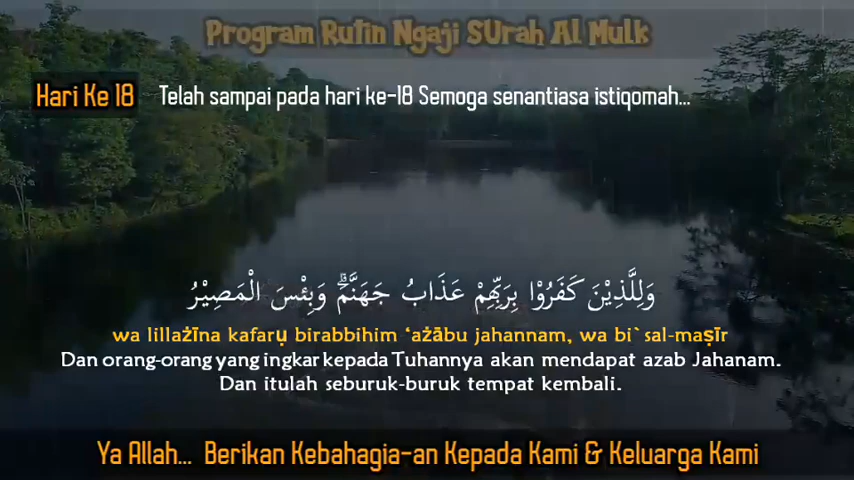 Program Rutin Ngaji SUrah Al Mulk
Hari Ke 18 Telah sampai pada hari ke-18 Semoga senantiasa istiqomah...
وَلِلَّذِيْنَ كَفَرُوْا بِرَبِّهِمْ عَذَابُ جَهَنَّمَۗ وَبِئْسَ الْمَصِيْرُ
wa lillażīna kafarụ birabbihim 'ażābu jahannam, wa bi`sal-maṣīr
Dan orang-orang yang ingkar kepada Tuhannya akan mendapat azab Jahanam.
Dan itulah seburuk-buruk tempat kembali.
Ya Allah... Berikan Kebahagia-an Kepada Kami & Keluarga Kami